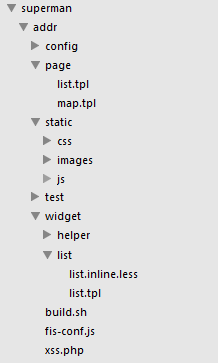 superman
addr
config
page
list.tpl
map.tpl
static
css
images
js
test
widget
helper
list
list.inline.less
list.tpl
build.sh
fis-conf.js
xss.php